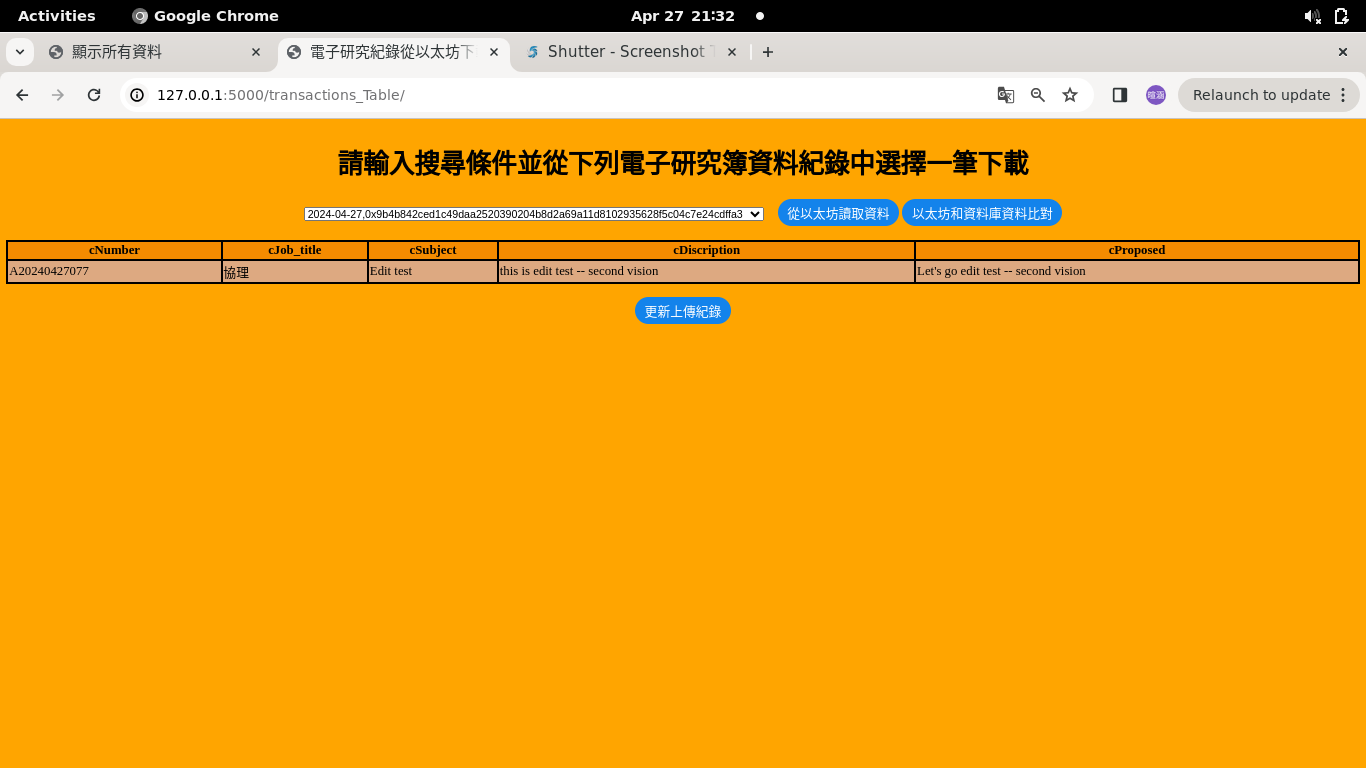 Activities Google Chrome Apr 27 21:32
顯示所有資料 電子研究紀錄從以太坊下 Shutter - Screenshot T
127.0.0.1:5000/transactions_Table/ 暄涵 Relaunch to update
請輸入搜尋條件並從下列電子研究簿資料紀錄中選擇一筆下載
2024-04-27,0x9b4b842ced1c49daa2520390204b8d2a69a11d8102935628f5c04c7e24cdffa3 從以太坊讀取資料 以太坊和資料庫資料比對
cNumber cJob_title cSubject cDiscription cProposed
A20240427077 協理 Edit test this is edit test -- second vision Let's go edit test -- second vision
更新上傳紀錄